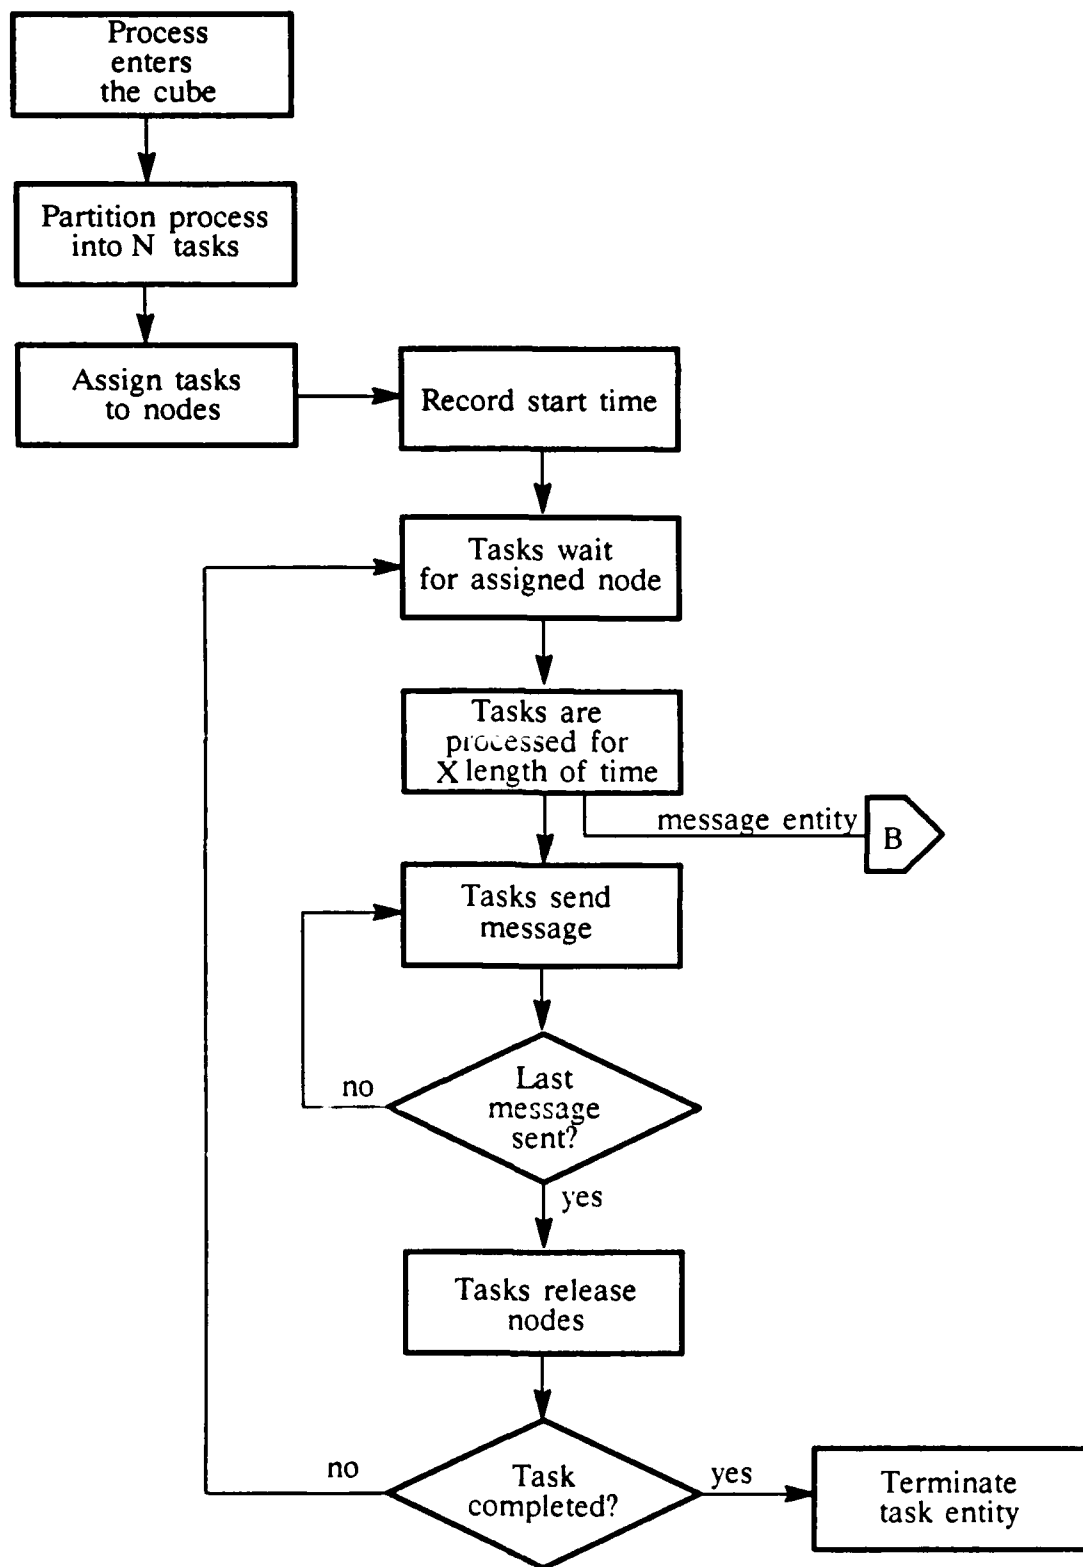 Process
enters
the cube
Partition process
into N tasks
Assign tasks
to nodes
Record start time
Tasks wait
for assigned node
Tasks are
processed for
X length of time
message entity
B
Tasks send
message
Last
message
sent?
no
yes
Tasks release
nodes
Task
completed?
no
yes
Terminate
task entity